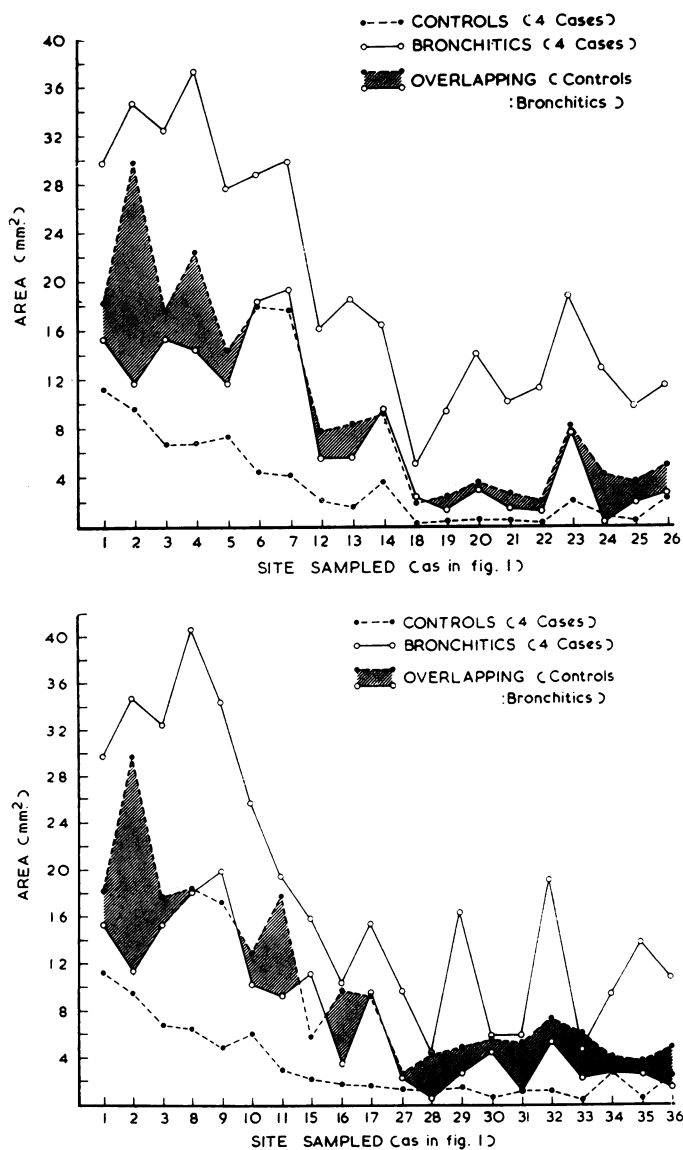 CONTROLS (4 Cases)
BRONCHITICS (4 Cases)
OVERLAPPING (Controls
:Bronchitics)
40
36
32
28
24
20
16
12
8
4
AREA (mm²)
1 2 3 4 5 6 7 12 13 14 18 19 20 21 22 23 24 25 26
SITE SAMPLED (as in fig. 1)
CONTROLS (4 Cases)
BRONCHITICS (4 Cases)
OVERLAPPING (Controls
:Bronchitics)
40
36
32
28
24
20
16
12
8
4
AREA (mm²)
1 2 3 8 9 10 11 15 16 17 27 28 29 30 31 32 33 34 35 36
SITE SAMPLED (as in fig. 1)